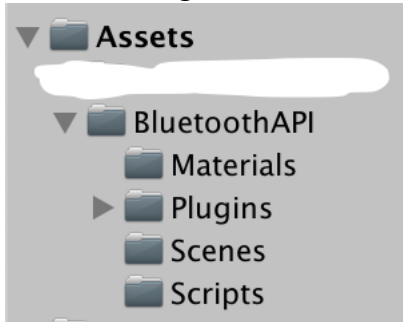 Assets
BluetoothAPI
Materials
Plugins
Scenes
Scripts